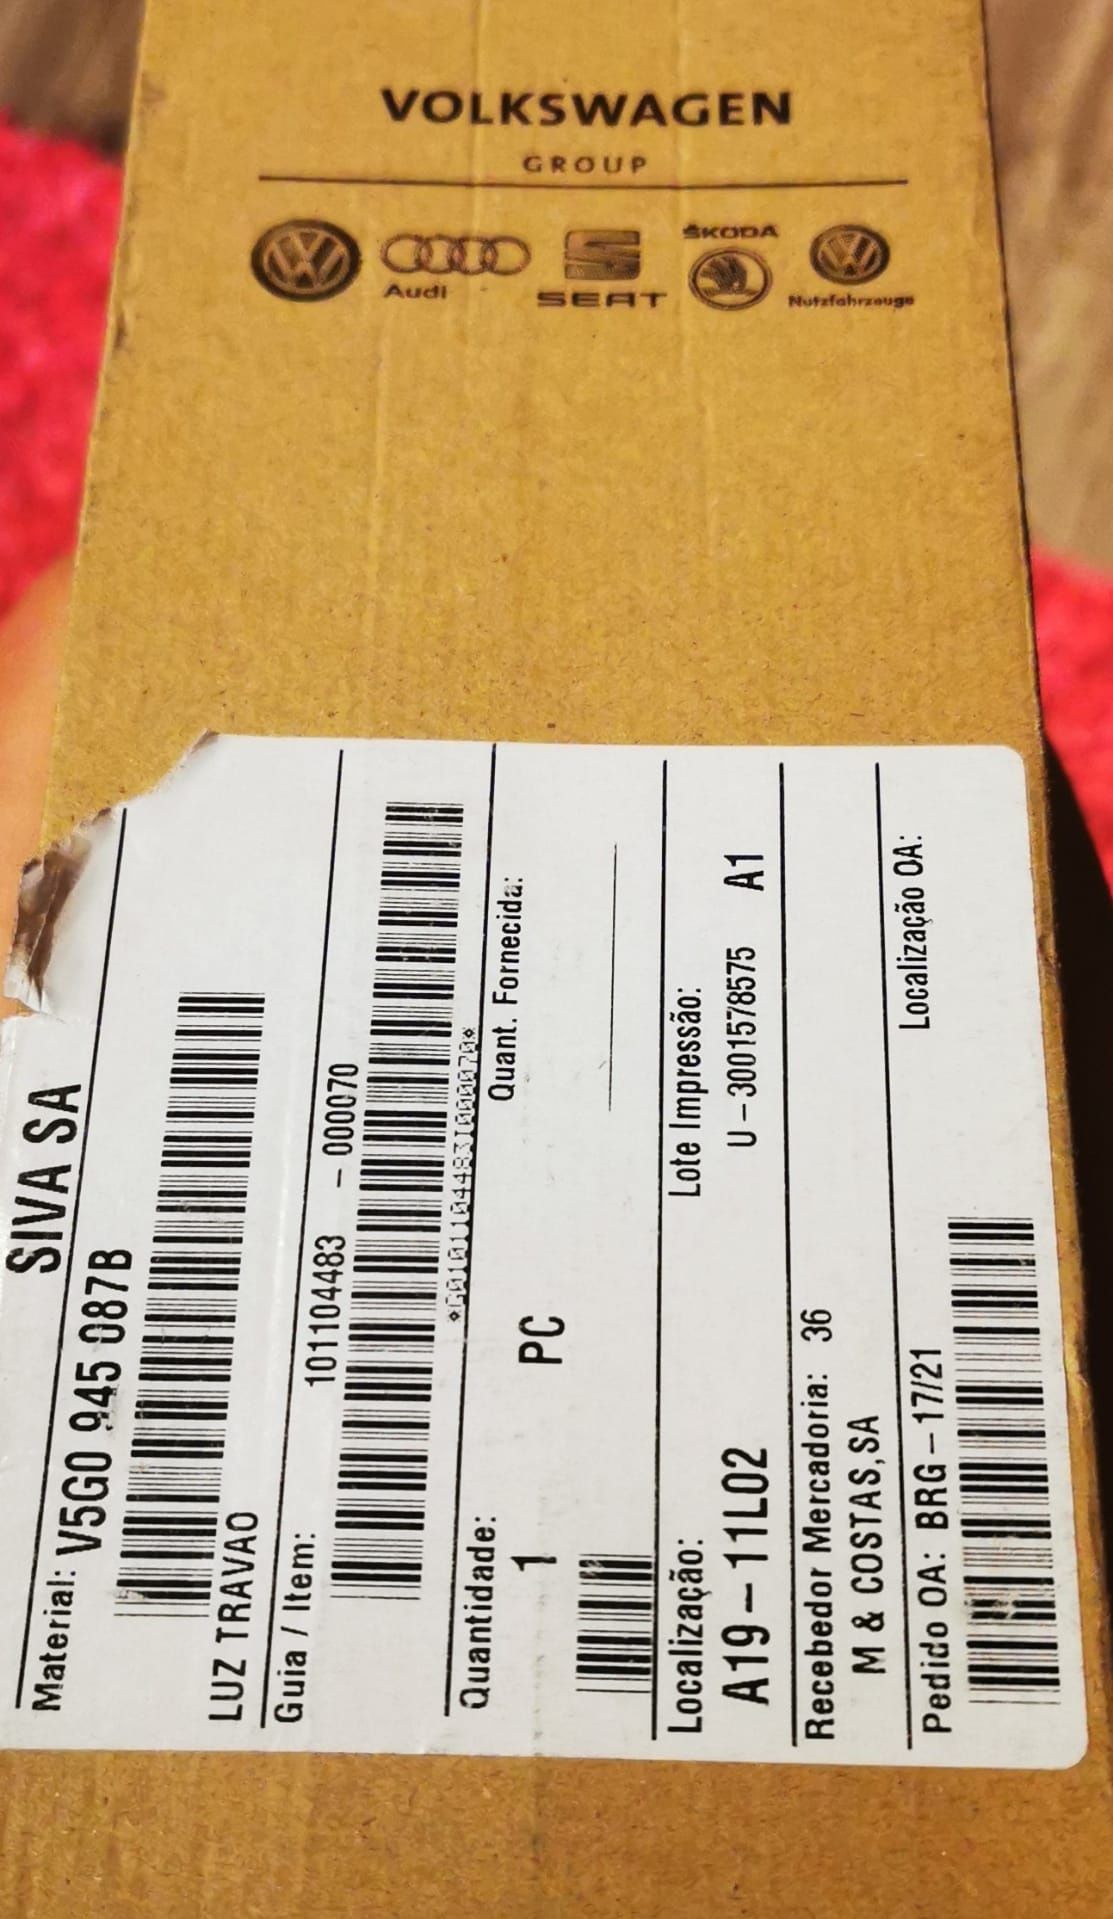 VOLKSWAGEN
GROUP
Audi
SEAT
ŠKODA
Nutzfahrzeuge
SIVA SA
Material: V5G0 945 087B
LUZ TRAVAO
Guia / Item:
101104483 - 000070
Quantidade:
1 PC
Quant. Fornecida:
Localização:
A19-11L02
Lote Impressão:
U-3001578575 A1
Recebedor Mercadoria: 36
M & COSTAS,SA
Pedido OA: BRG-17/21
Localização OA: